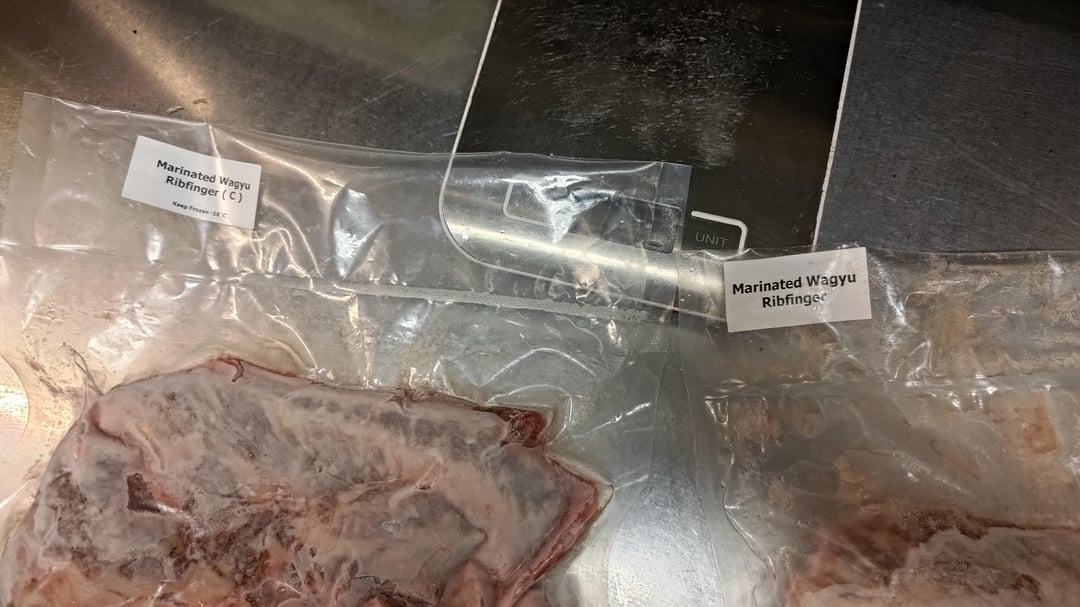 Marinated Wagyu
Ribfinger ( C )
Keep Frozen -18°C
UNIT
Marinated Wagyu
Ribfinger